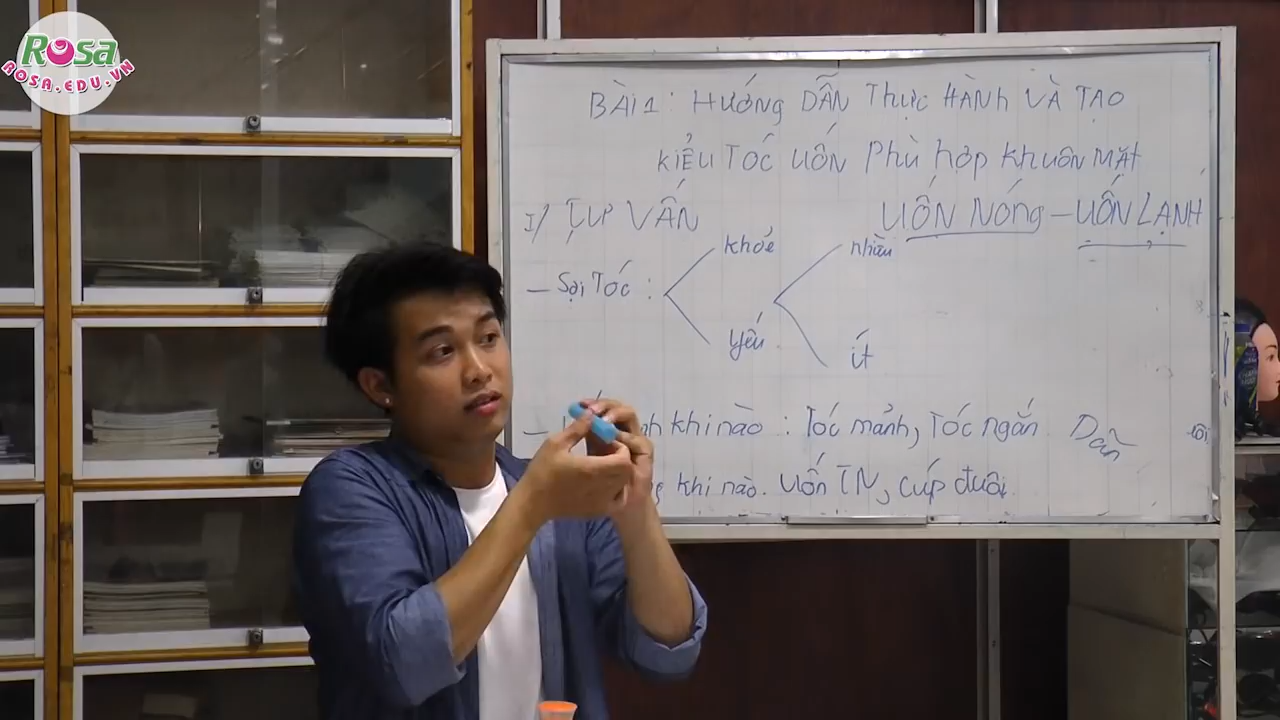 Rosa
ROSA.EDU.VN
BÀI 1 : HƯỚNG DẪN THỰC HÀNH VÀ TẠO
KIỂU TÓC UỐN PHÙ HỢP KHUÔN MẶT
I/ TƯ VẤN
UỐN NÓNG – UỐN LẠNH
– Sợi TÓC :
khỏe
yếu
nhiều
ít
– khi nào : TÓC mảnh, TÓC ngắn
khi nào. UỐN TN, cúp đuôi.